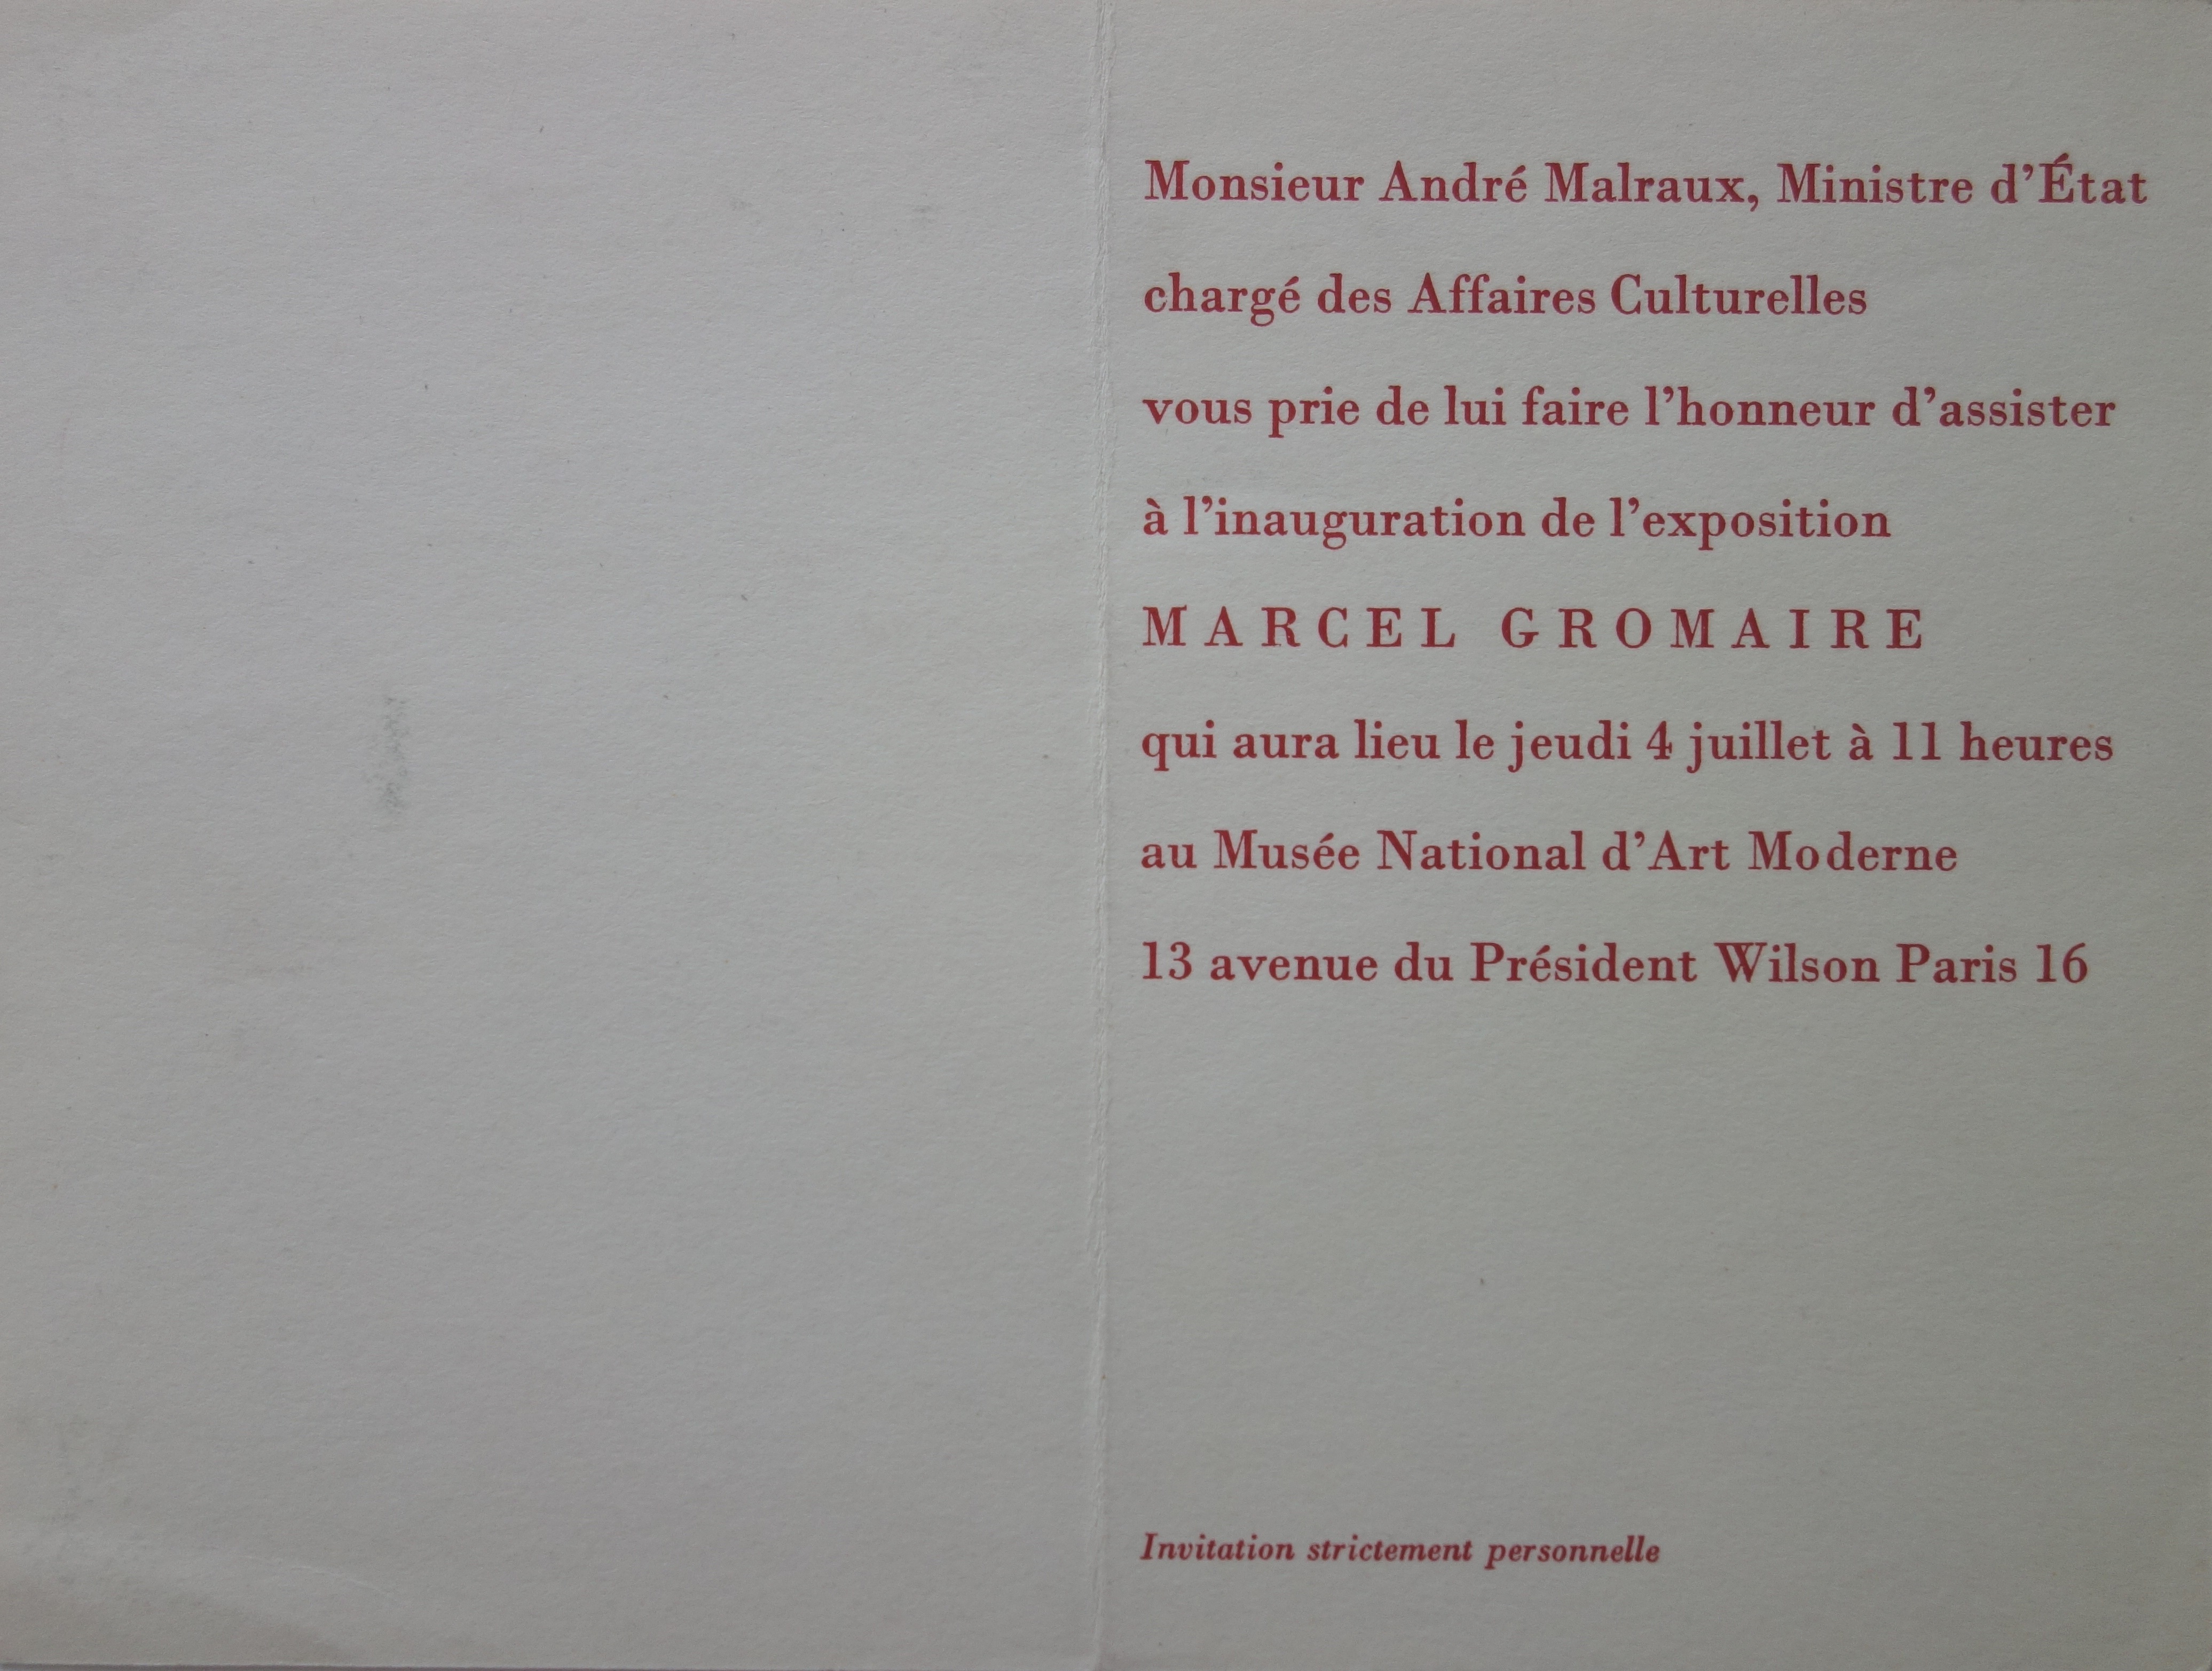 Monsieur André Malraux, Ministre d’État
chargé des Affaires Culturelles
vous prie de lui faire l’honneur d’assister
à l’inauguration de l’exposition
MARCEL GROMAIRE
qui aura lieu le jeudi 4 juillet à 11 heures
au Musée National d’Art Moderne
13 avenue du Président Wilson Paris 16
Invitation strictement personnelle